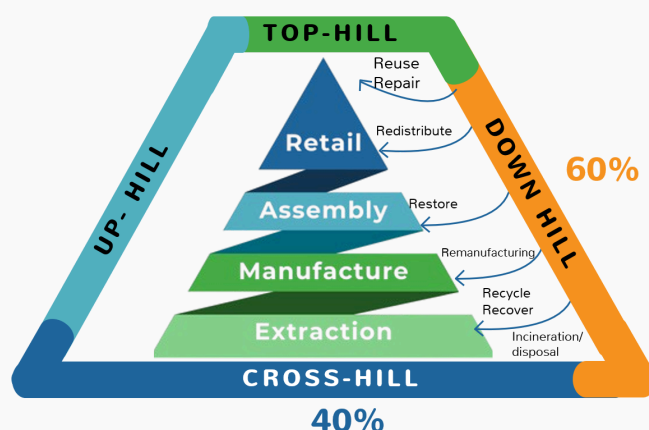 TOP-HILL
Reuse
Repair
Retail
Redistribute
UP- HILL
DOWN HILL
60%
Assembly
Restore
Manufacture
Remanufacturing
Recycle
Recover
Extraction
Incineration/
disposal
CROSS-HILL
40%